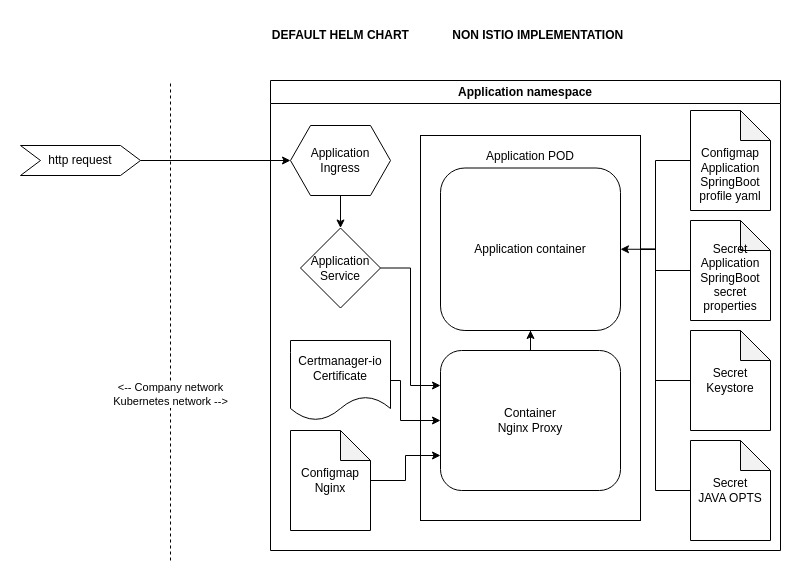 DEFAULT HELM CHART
NON ISTIO IMPLEMENTATION
Application namespace
http request
Application
Ingress
Application
Service
Certmanager-io
Certificate
Configmap
Nginx
<-- Company network
Kubernetes network -->
Application POD
Application container
Container
Nginx Proxy
Configmap
Application
SpringBoot
profile yaml
Secret
Application
SpringBoot
secret
properties
Secret
Keystore
Secret
JAVA OPTS